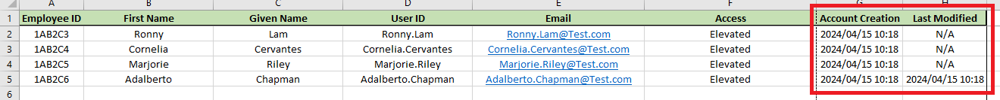 A B C D E F G H
1 Employee ID First Name Given Name User ID Email Access Account Creation Last Modified
2 1AB2C3 Ronny Lam Ronny.Lam Ronny.Lam@Test.com Elevated 2024/04/15 10:18 N/A
3 1AB2C4 Cornelia Cervantes Cornelia.Cervantes Cornelia.Cervantes@Test.com Elevated 2024/04/15 10:18 N/A
4 1AB2C5 Marjorie Riley Marjorie.Riley Marjorie.Riley@Test.com Elevated 2024/04/15 10:18 N/A
5 1AB2C6 Adalberto Chapman Adalberto.Chapman Adalberto.Chapman@Test.com Elevated 2024/04/15 10:18 2024/04/15 10:18
6